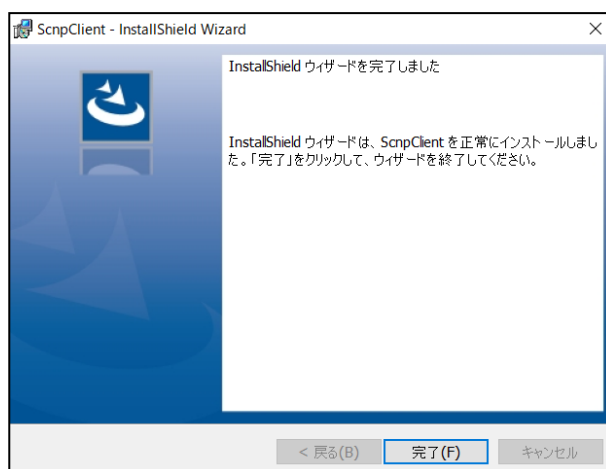 ScnpClient - InstallShield Wizard
InstallShield ウィザードを完了しました
InstallShield ウィザードは、ScnpClient を正常にインストールしまし
た。「完了」をクリックして、ウィザードを終了してください。
< 戻る(B) 完了(F) キャンセル